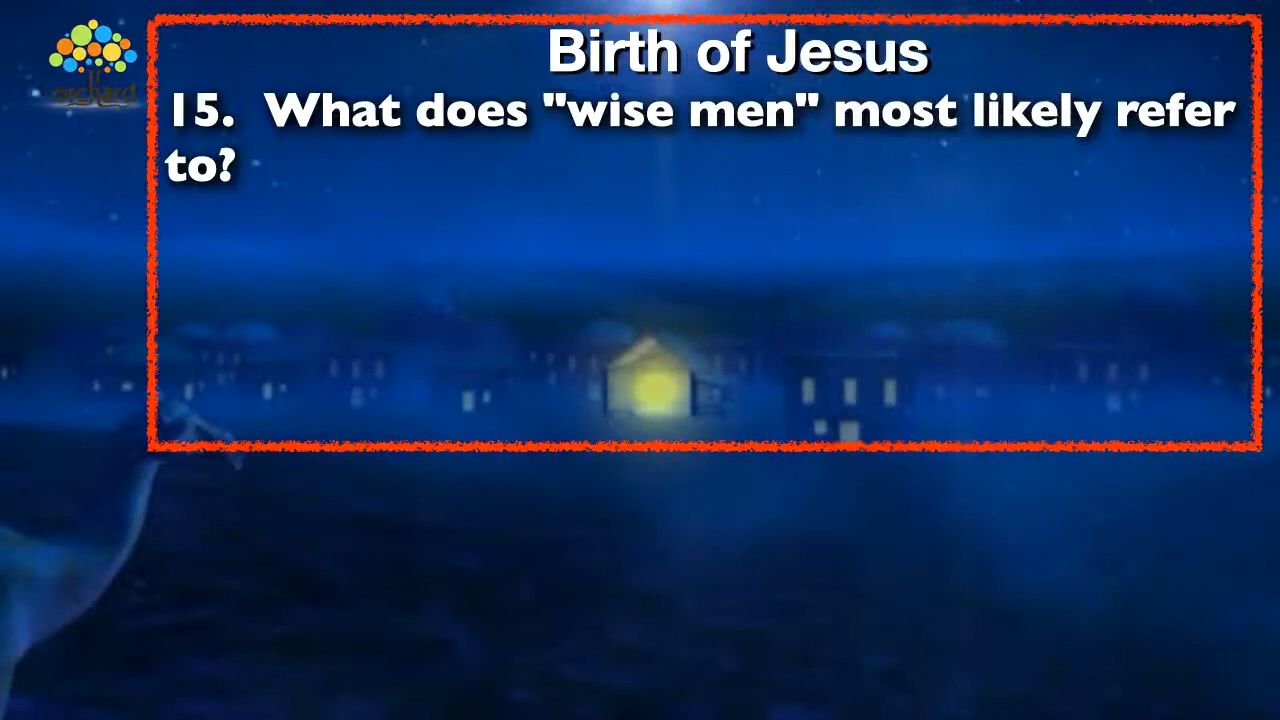 Birth of Jesus
orchard
15. What does "wise men" most likely refer
to?